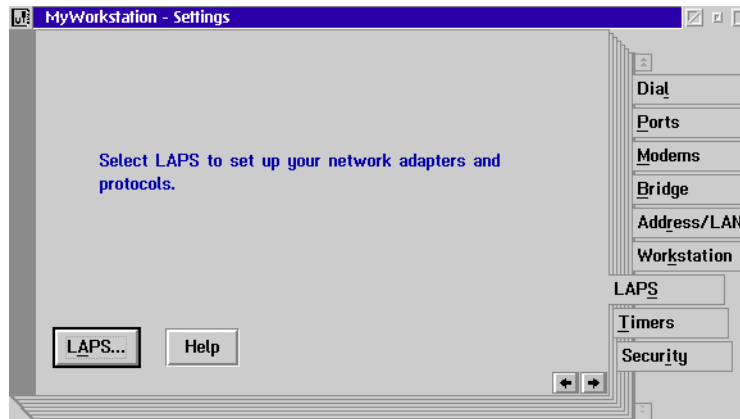 MyWorkstation - Settings
Dial
Ports
Select LAPS to set up your network adapters and
protocols.
Modems
Bridge
Address/LAN
Workstation
LAPS
Timers
Security
LAPS...
Help